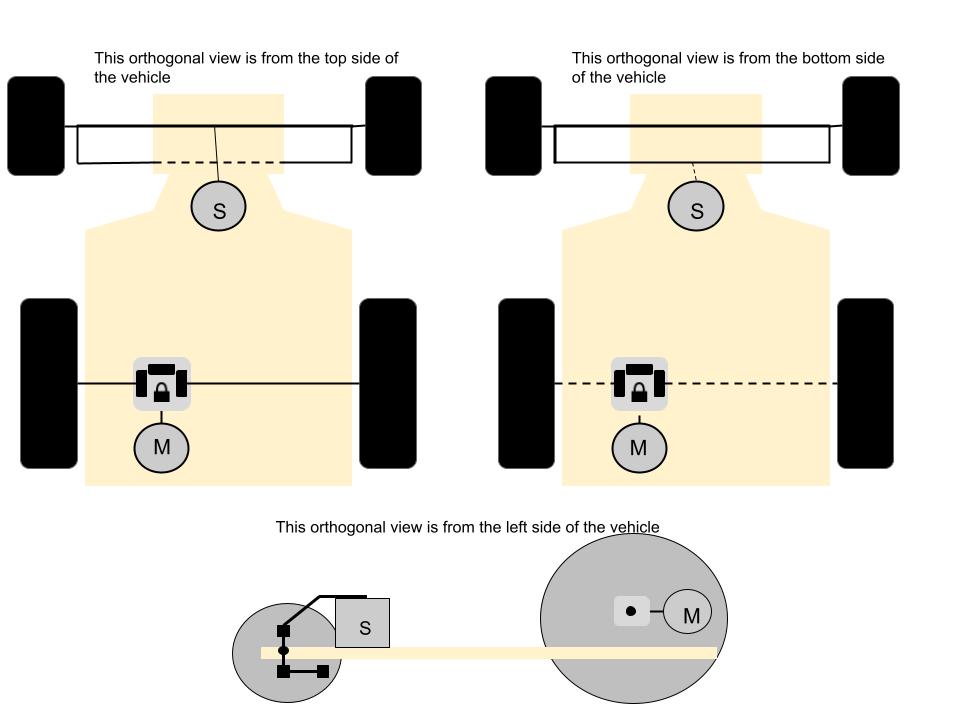 This orthogonal view is from the top side of
the vehicle
This orthogonal view is from the bottom side
of the vehicle
S
S
M
M
This orthogonal view is from the left side of the vehicle
S
M